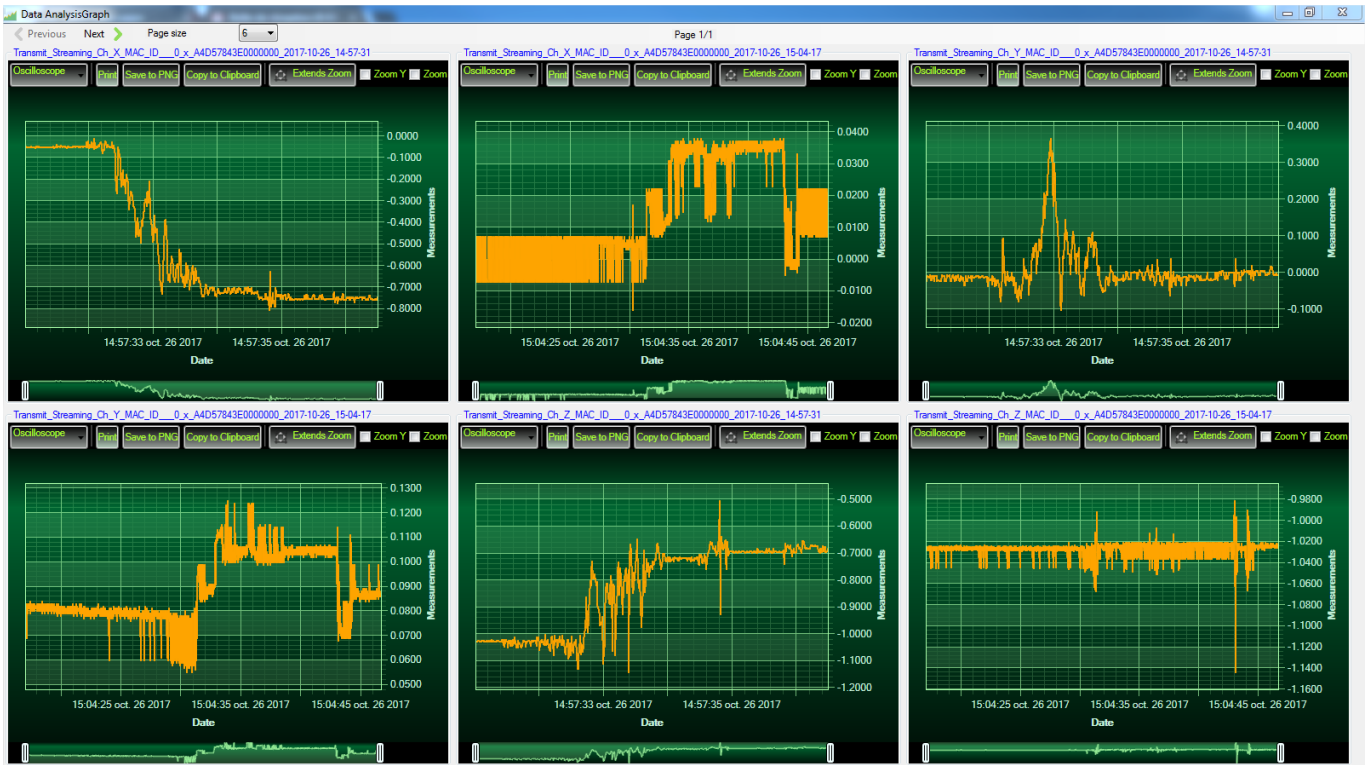 Data AnalysisGraph
Previous Next Page size 6 Page 1/1
Transmit_Streaming_Ch_X_MAC_ID___0_x_A4D57843E0000000_2017-10-26_14-57-31
Oscilloscope Print Save to PNG Copy to Clipboard Extends Zoom Zoom Y Zoom
0.0000
-0.1000
-0.2000
-0.3000
-0.4000
-0.5000
-0.6000
-0.7000
-0.8000
Measurements
14:57:33 oct. 26 2017 14:57:35 oct. 26 2017
Date
Transmit_Streaming_Ch_X_MAC_ID___0_x_A4D57843E0000000_2017-10-26_15-04-17
Oscilloscope Print Save to PNG Copy to Clipboard Extends Zoom Zoom Y Zoom
0.0400
0.0300
0.0200
0.0100
0.0000
-0.0100
-0.0200
Measurements
15:04:25 oct. 26 2017 15:04:35 oct. 26 2017 15:04:45 oct. 26 2017
Date
Transmit_Streaming_Ch_Y_MAC_ID___0_x_A4D57843E0000000_2017-10-26_14-57-31
Oscilloscope Print Save to PNG Copy to Clipboard Extends Zoom Zoom Y Zoom
0.4000
0.3000
0.2000
0.1000
0.0000
-0.1000
Measurements
14:57:33 oct. 26 2017 14:57:35 oct. 26 2017
Date
Transmit_Streaming_Ch_Y_MAC_ID___0_x_A4D57843E0000000_2017-10-26_15-04-17
Oscilloscope Print Save to PNG Copy to Clipboard Extends Zoom Zoom Y Zoom
0.1300
0.1200
0.1100
0.1000
0.0900
0.0800
0.0700
0.0600
0.0500
Measurements
15:04:25 oct. 26 2017 15:04:35 oct. 26 2017 15:04:45 oct. 26 2017
Date
Transmit_Streaming_Ch_Z_MAC_ID___0_x_A4D57843E0000000_2017-10-26_14-57-31
Oscilloscope Print Save to PNG Copy to Clipboard Extends Zoom Zoom Y Zoom
-0.5000
-0.6000
-0.7000
-0.8000
-0.9000
-1.0000
-1.1000
-1.2000
Measurements
14:57:33 oct. 26 2017 14:57:35 oct. 26 2017
Date
Transmit_Streaming_Ch_Z_MAC_ID___0_x_A4D57843E0000000_2017-10-26_15-04-17
Oscilloscope Print Save to PNG Copy to Clipboard Extends Zoom Zoom Y Zoom
-0.9800
-1.0000
-1.0200
-1.0400
-1.0600
-1.0800
-1.1000
-1.1200
-1.1400
-1.1600
Measurements
15:04:25 oct. 26 2017 15:04:35 oct. 26 2017 15:04:45 oct. 26 2017
Date